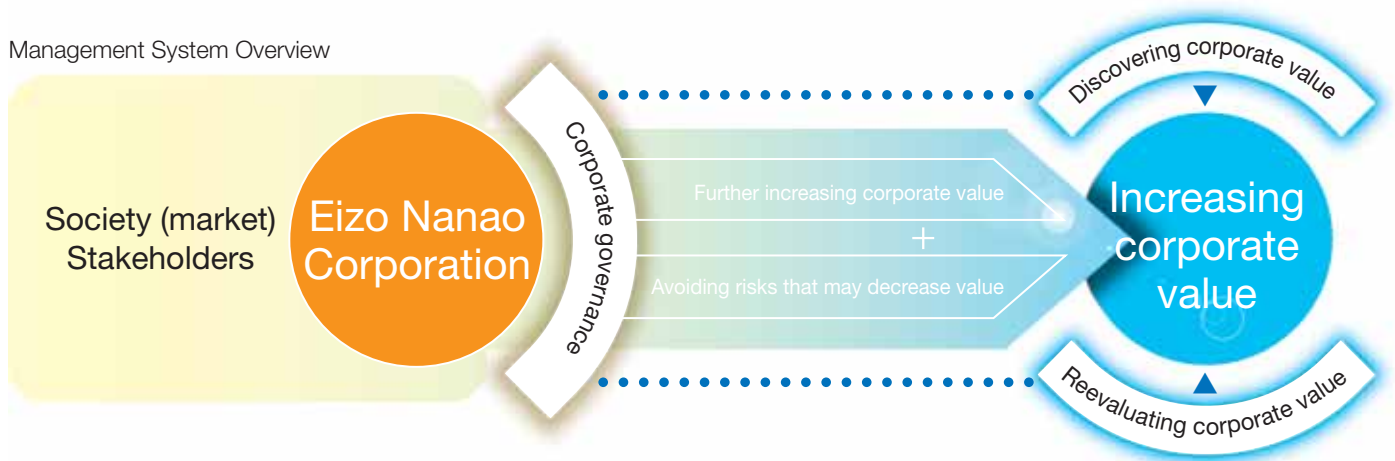 Management System Overview
Society (market)
Stakeholders
Eizo Nanao
Corporation
Corporate governance
Further increasing corporate value
+
Avoiding risks that may decrease value
Discovering corporate value
Increasing
corporate
value
Reevaluating corporate value